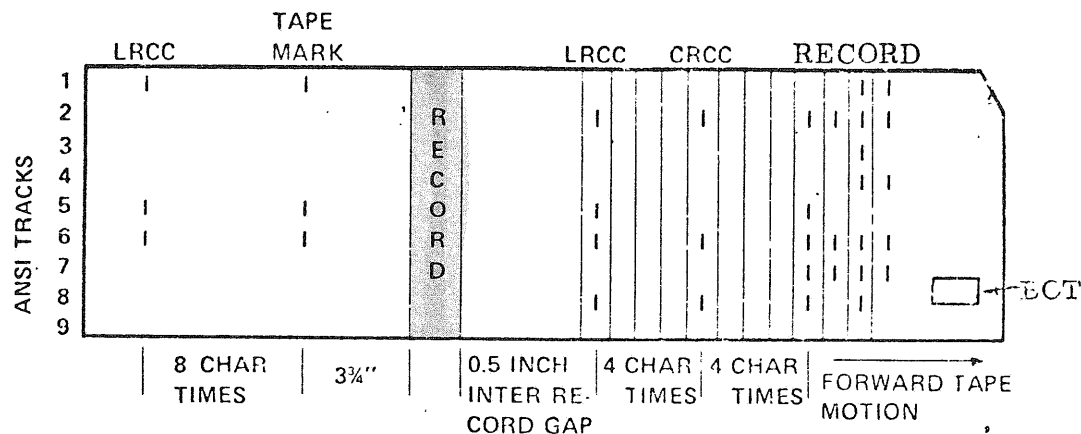 TAPE
LRCC MARK LRCC CRCC RECORD
ANSI TRACKS
1
2
3
4
5
6
7
8
9
RECORD
BOT
8 CHAR
TIMES
3¾"
0.5 INCH
INTER RE-
CORD GAP
4 CHAR
TIMES
4 CHAR
TIMES
FORWARD TAPE
MOTION